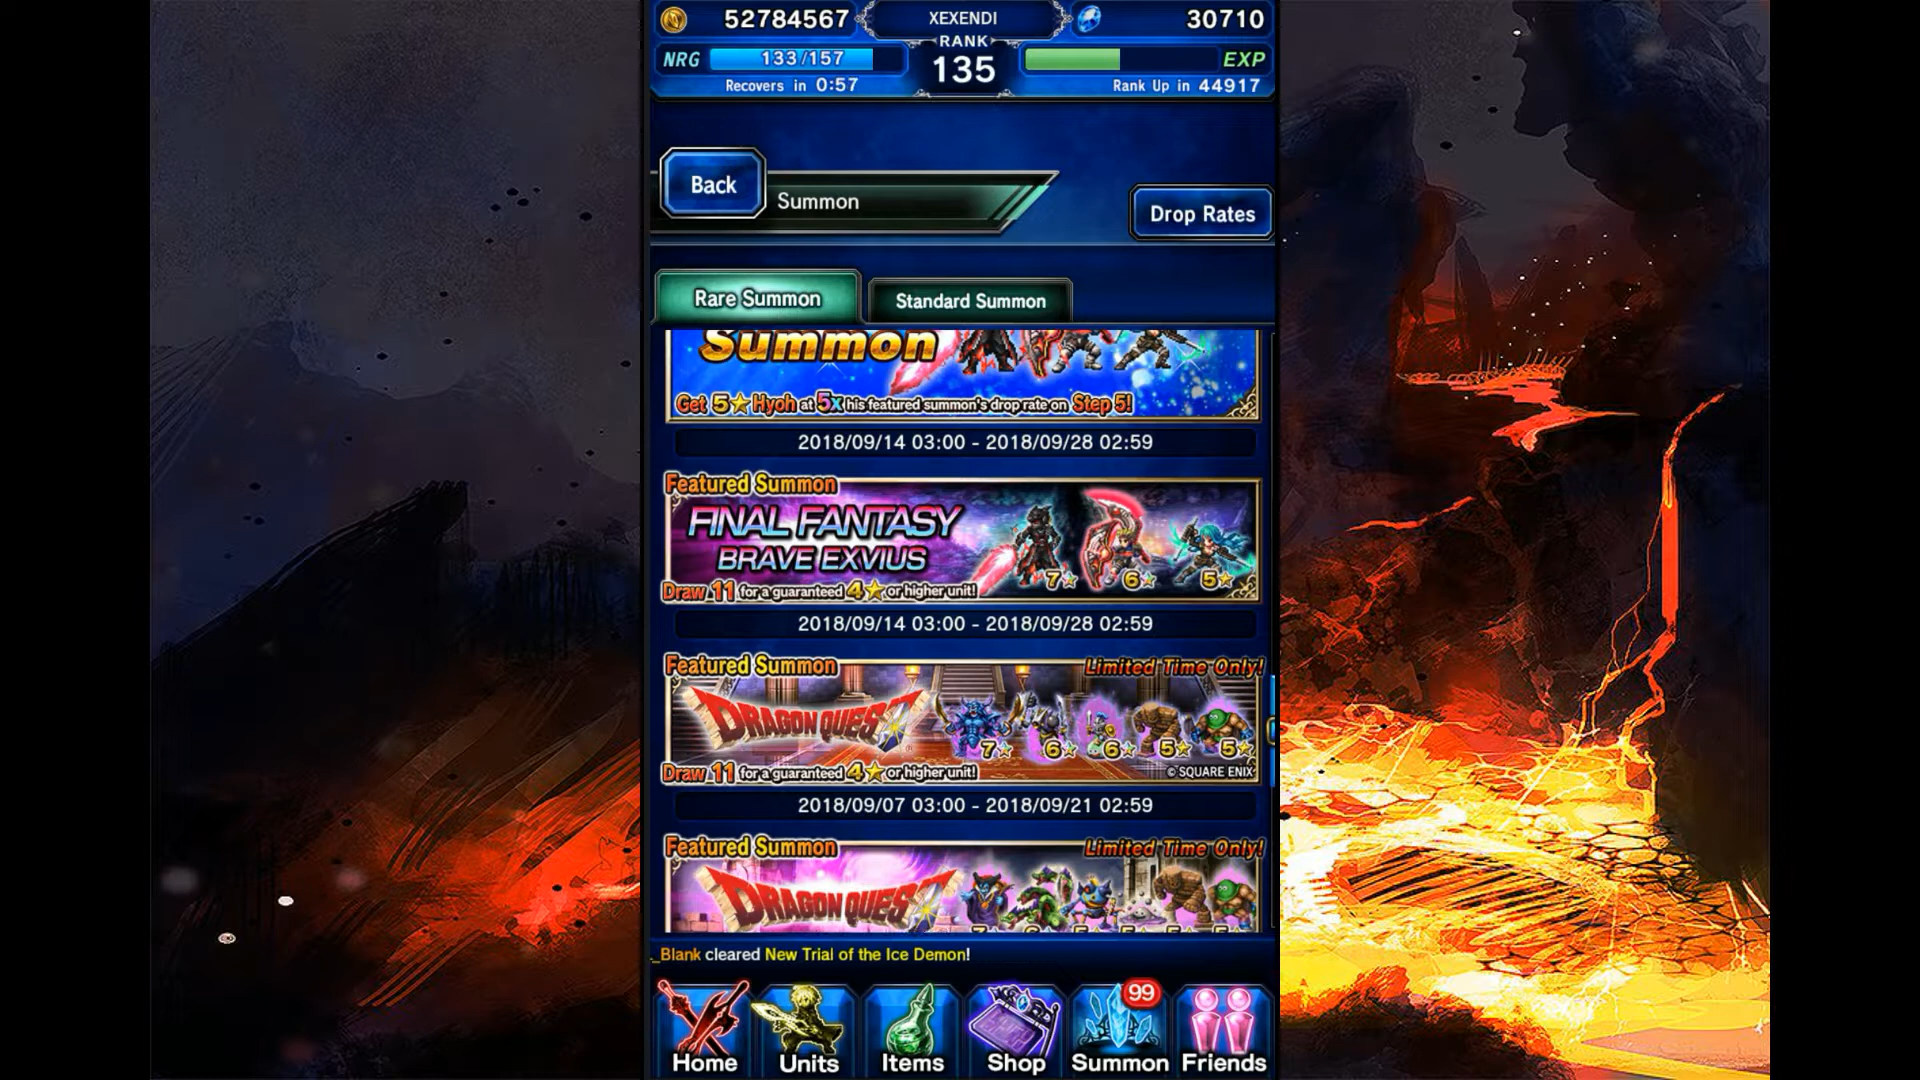 52784567
XEXENDI
30710
RANK
135
NRG
133/157
EXP
Recovers in 0:57
Rank Up in 44917
Back
Summon
Drop Rates
Rare Summon
Standard Summon
Summon
Get 5★ Hyoh at 5x his featured summon's drop rate on Step 5!
2018/09/14 03:00 - 2018/09/28 02:59
Featured Summon
FINAL FANTASY
BRAVE EXVIUS
7★ 6★ 5★
Draw 11 for a guaranteed 4★ or higher unit!
2018/09/14 03:00 - 2018/09/28 02:59
Featured Summon
Limited Time Only!
DRAGON QUEST
7★ 6★ 6★ 5★ 5★
Draw 11 for a guaranteed 4★ or higher unit!
© SQUARE ENIX
2018/09/07 03:00 - 2018/09/21 02:59
Featured Summon
Limited Time Only!
DRAGON QUEST
._Blank cleared New Trial of the Ice Demon!
99
Home
Units
Items
Shop
Summon
Friends